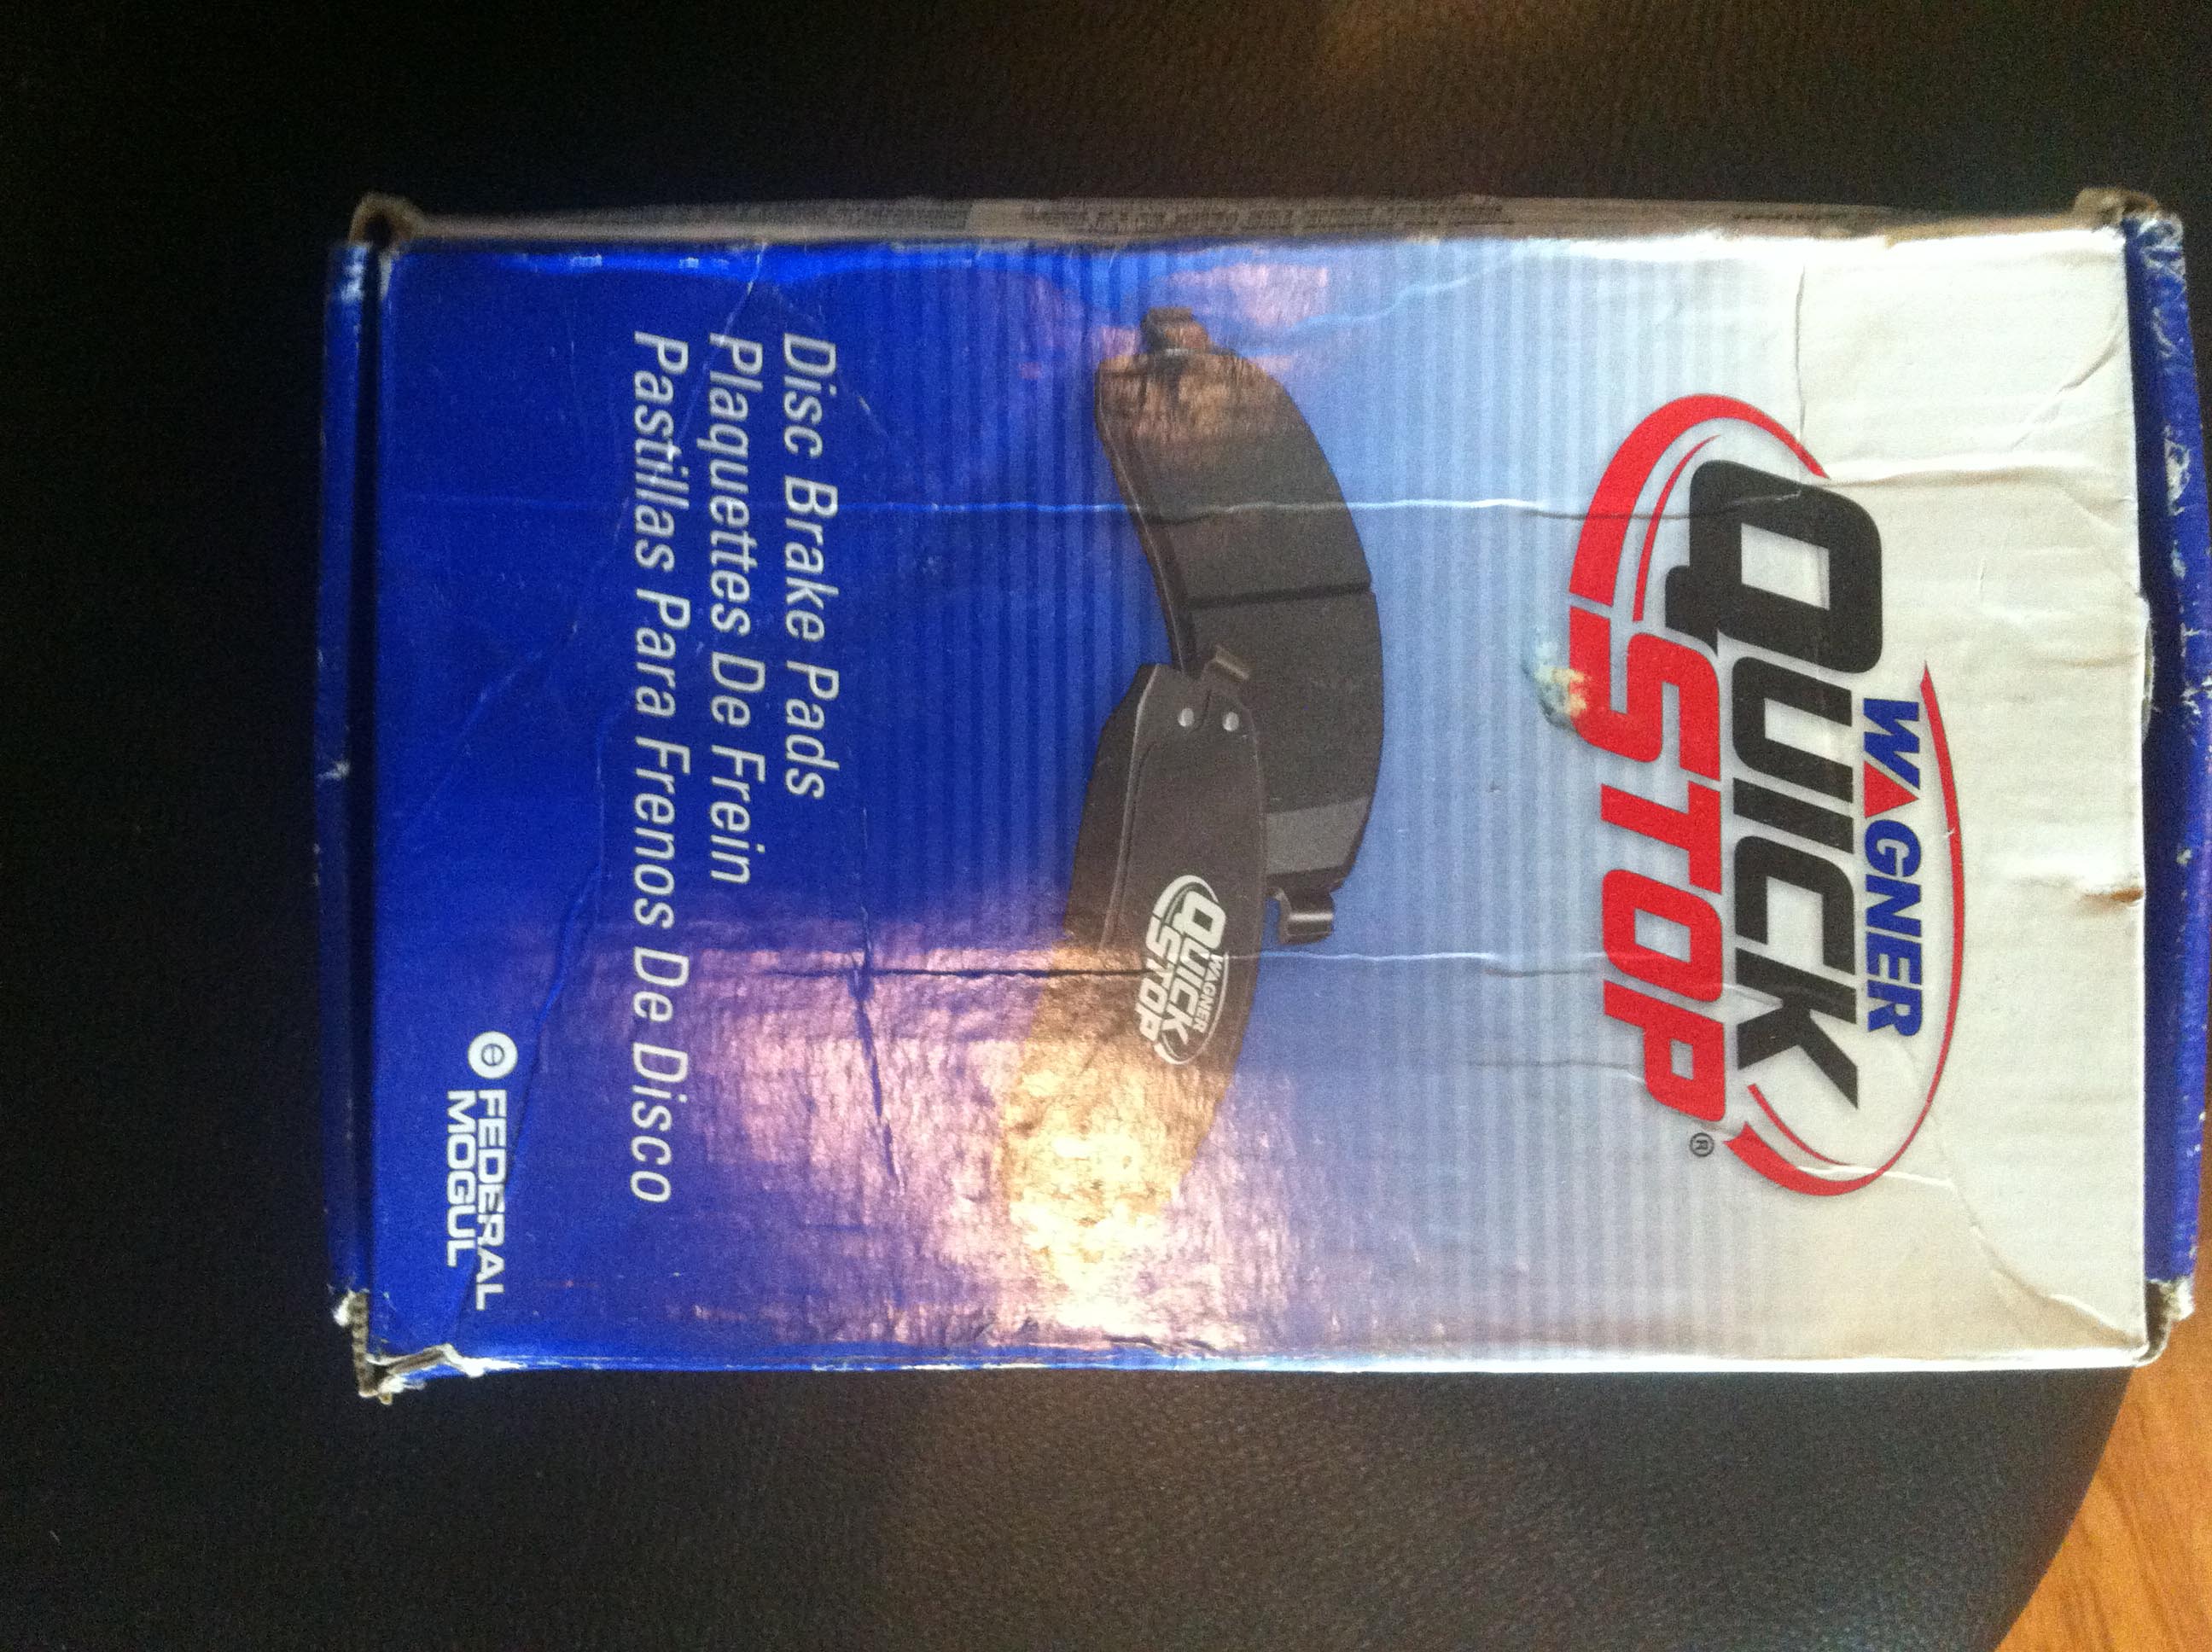 WAGNER
QUICK
STOP®
WAGNER
QUICK
STOP
Disc Brake Pads
Plaquettes De Frein
Pastillas Para Frenos De Disco
FEDERAL
MOGUL